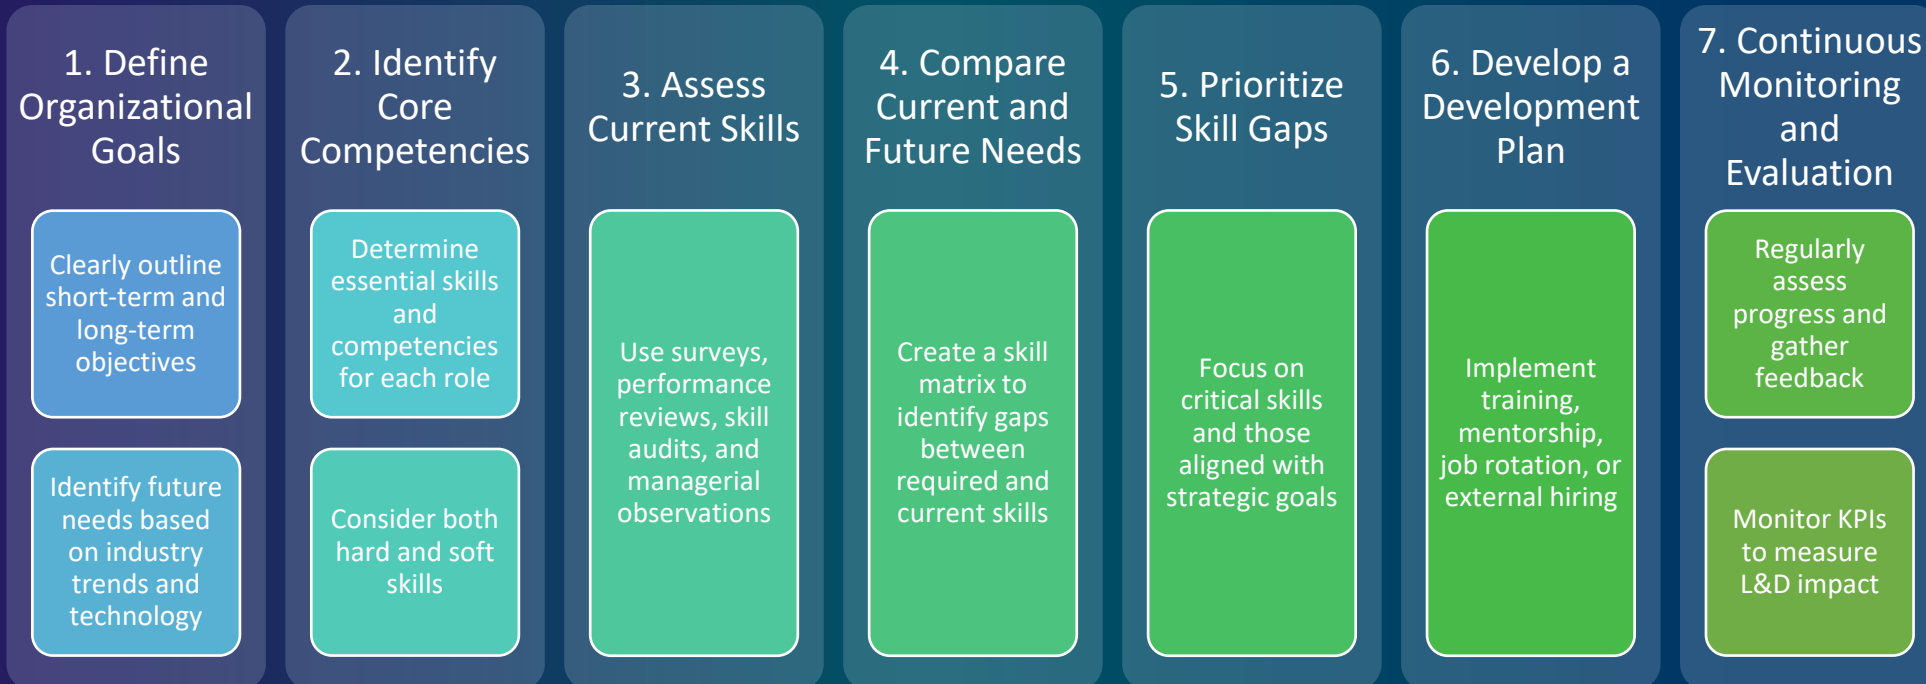 1. Define
Organizational
Goals
Clearly outline
short-term and
long-term
objectives
Identify future
needs based
on industry
trends and
technology
2. Identify
Core
Competencies
Determine
essential skills
and
competencies
for each role
Consider both
hard and soft
skills
3. Assess
Current Skills
Use surveys,
performance
reviews, skill
audits, and
managerial
observations
4. Compare
Current and
Future Needs
Create a skill
matrix to
identify gaps
between
required and
current skills
5. Prioritize
Skill Gaps
Focus on
critical skills
and those
aligned with
strategic goals
6. Develop a
Development
Plan
Implement
training,
mentorship,
job rotation, or
external hiring
7. Continuous
Monitoring
and
Evaluation
Regularly
assess
progress and
gather
feedback
Monitor KPIs
to measure
L&D impact